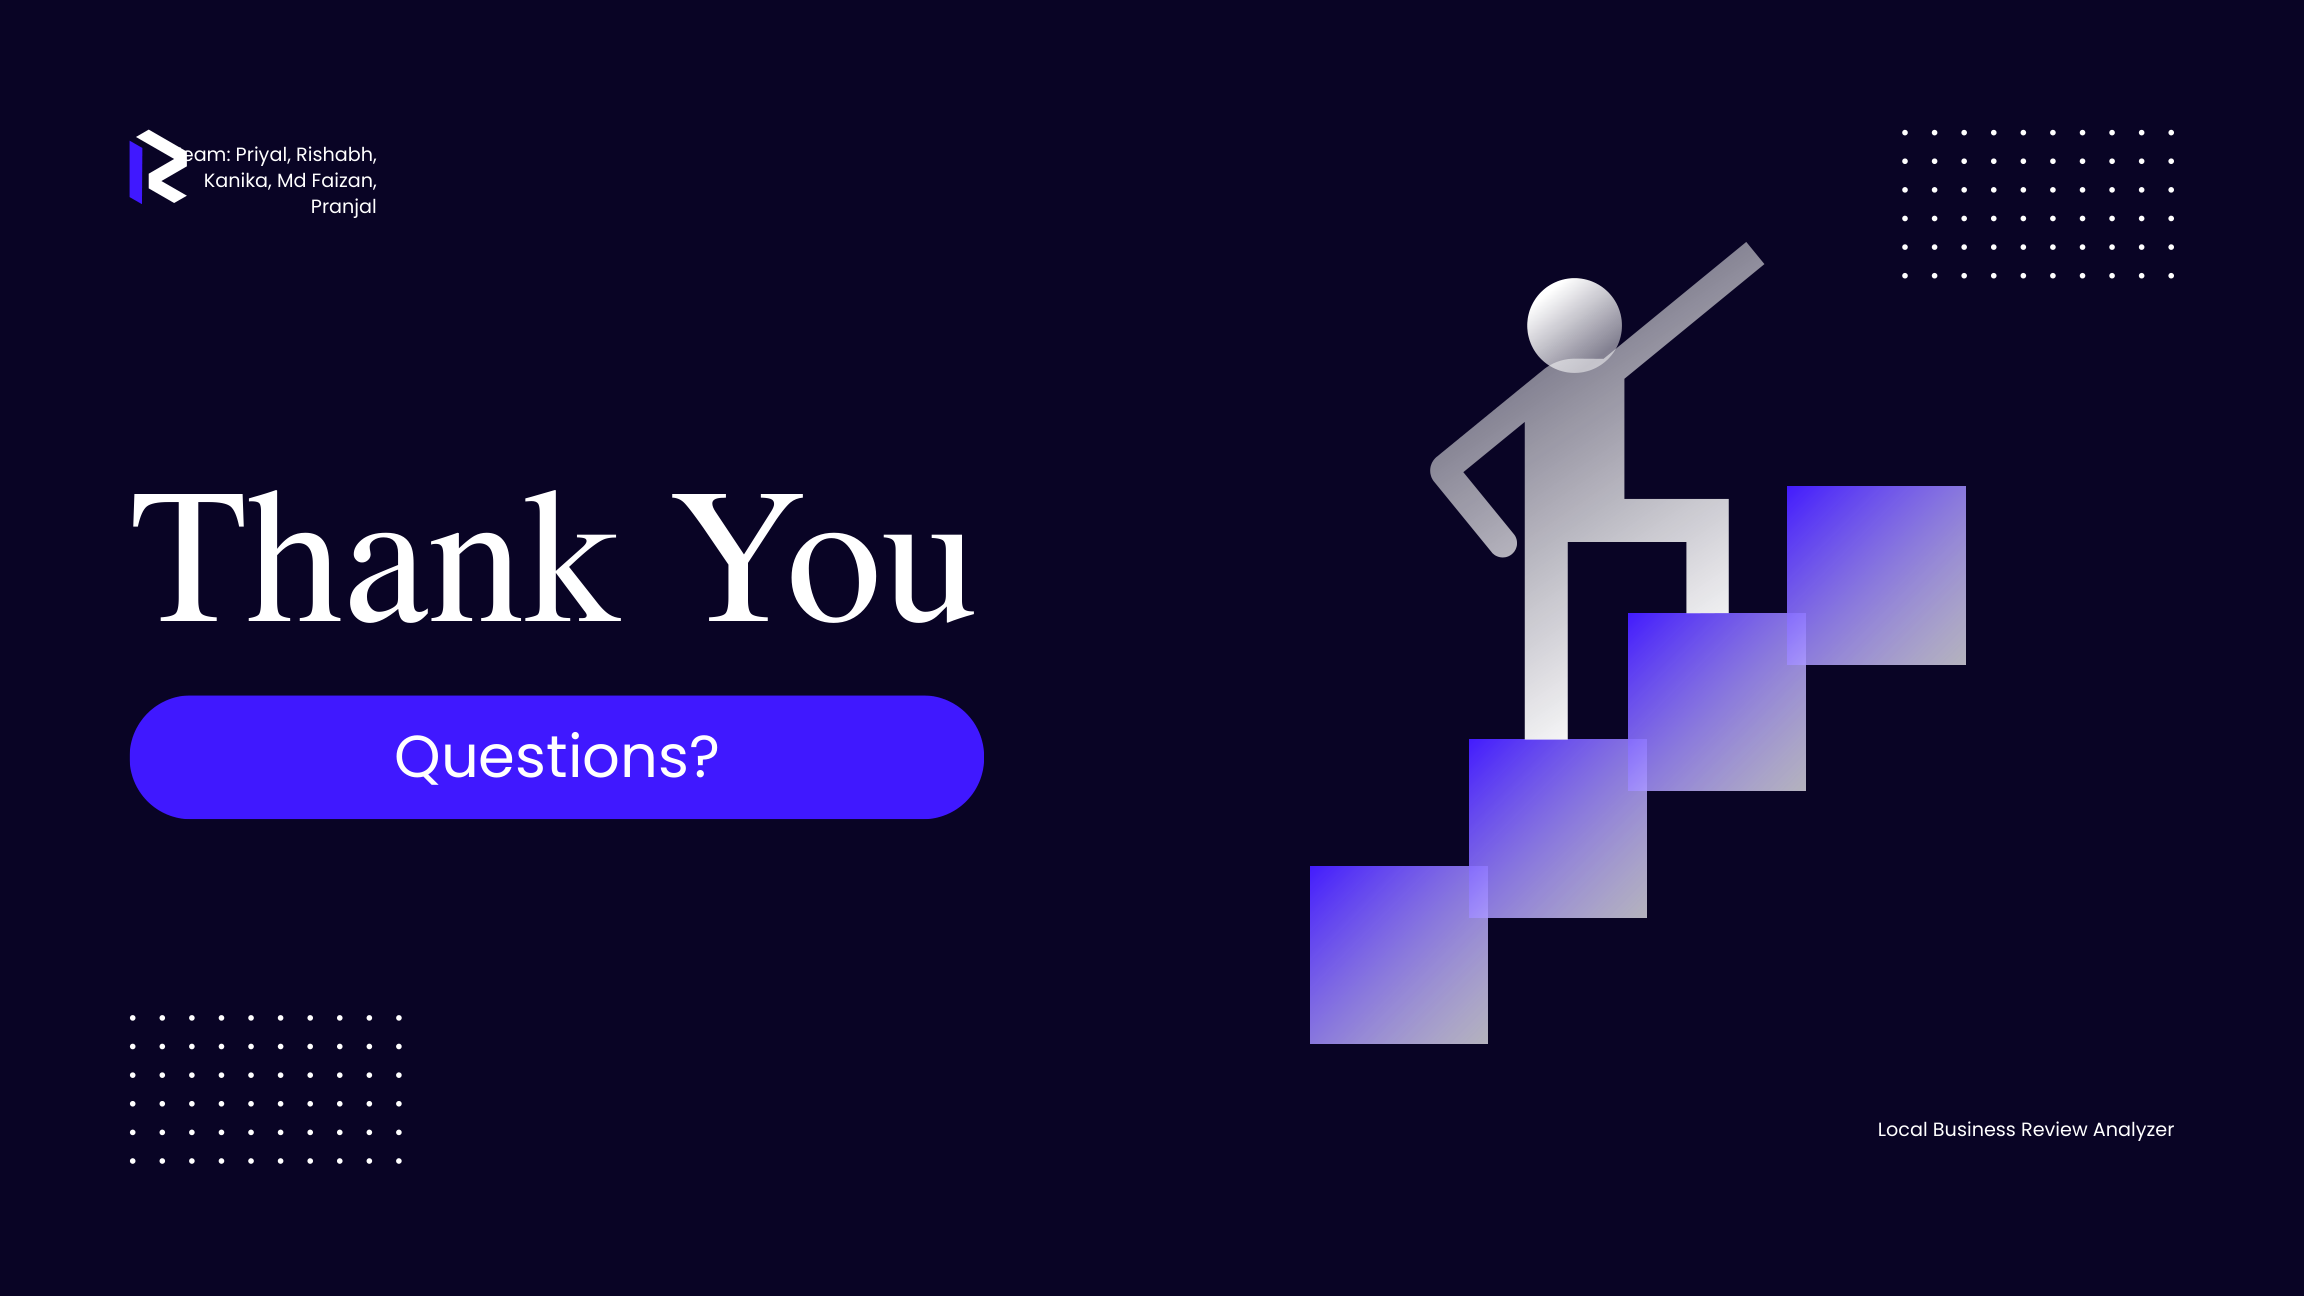 eam: Priyal, Rishabh,
Kanika, Md Faizan,
Pranjal
Thank You
Questions?
Local Business Review Analyzer